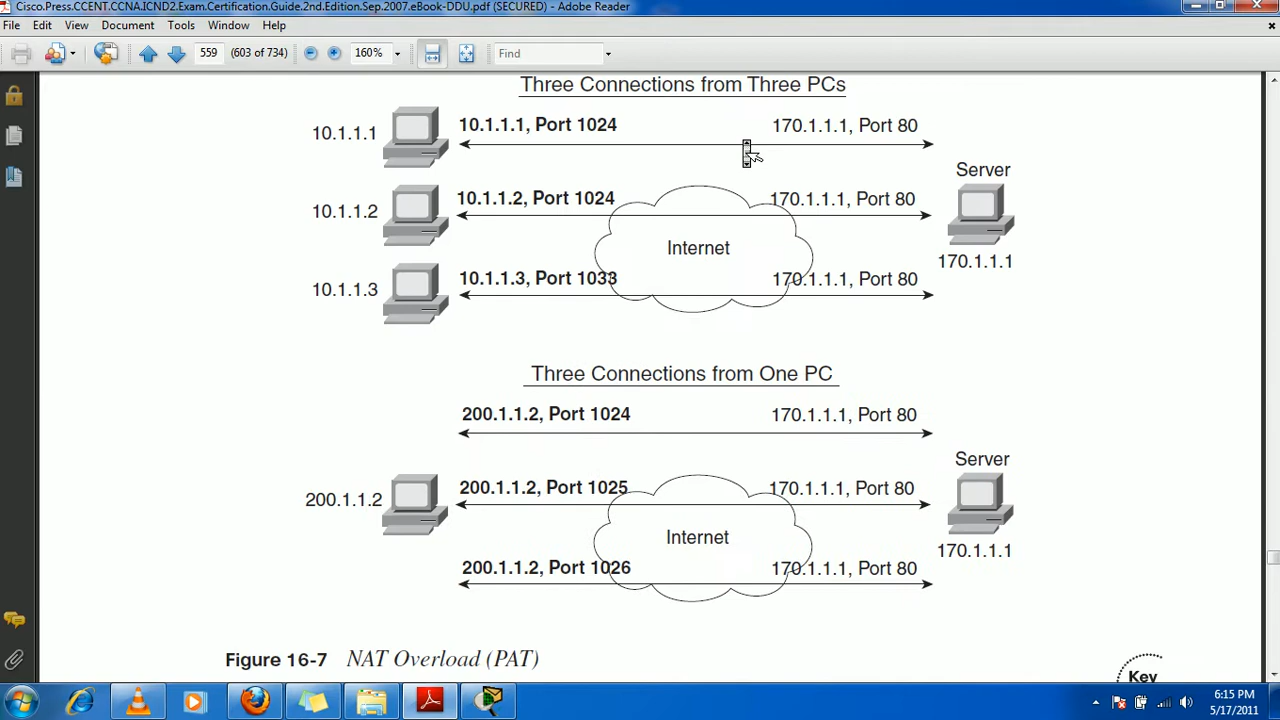 Cisco.Press.CCENT.CCNA.ICND2.Exam.Certification.Guide.2nd.Edition.Sep.2007.eBook-DDU.pdf (SECURED) - Adobe Reader
File Edit View Document Tools Window Help
559 (603 of 734) 160% Find
Three Connections from Three PCs
10.1.1.1 10.1.1.1, Port 1024 170.1.1.1, Port 80
Server
10.1.1.2 10.1.1.2, Port 1024 170.1.1.1, Port 80
Internet
170.1.1.1
10.1.1.3 10.1.1.3, Port 1033 170.1.1.1, Port 80
Three Connections from One PC
200.1.1.2, Port 1024 170.1.1.1, Port 80
Server
200.1.1.2 200.1.1.2, Port 1025 170.1.1.1, Port 80
Internet
170.1.1.1
200.1.1.2, Port 1026 170.1.1.1, Port 80
Figure 16-7 NAT Overload (PAT)
Key
6:15 PM
5/17/2011